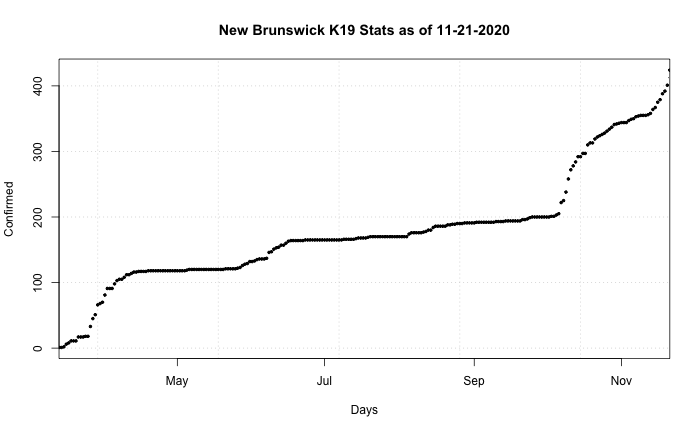 New Brunswick K19 Stats as of 11-21-2020
Confirmed
400
300
200
100
0
May Jul Sep Nov
Days